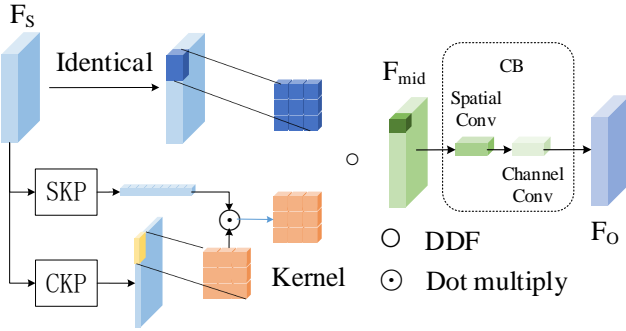 F_S
Identical
SKP
CKP
Kernel
F_mid
CB
Spatial
Conv
Channel
Conv
F_O
DDF
Dot multiply